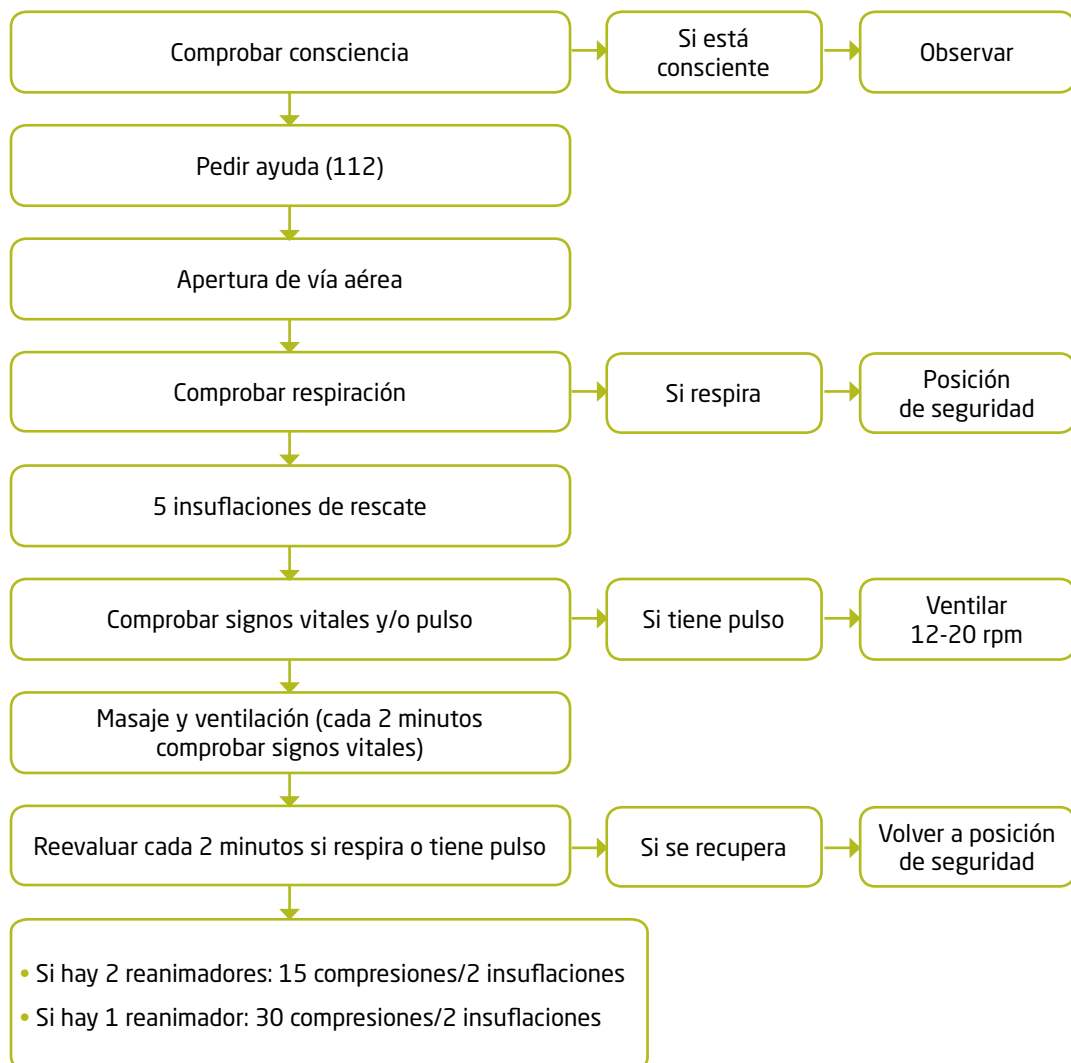 Comprobar consciencia
Si está
consciente
Observar
Pedir ayuda (112)
Apertura de vía aérea
Comprobar respiración
Si respira
Posición
de seguridad
5 insuflaciones de rescate
Comprobar signos vitales y/o pulso
Si tiene pulso
Ventilar
12-20 rpm
Masaje y ventilación (cada 2 minutos
comprobar signos vitales)
Reevaluar cada 2 minutos si respira o tiene pulso
Si se recupera
Volver a posición
de seguridad
• Si hay 2 reanimadores: 15 compresiones/2 insuflaciones
• Si hay 1 reanimador: 30 compresiones/2 insuflaciones